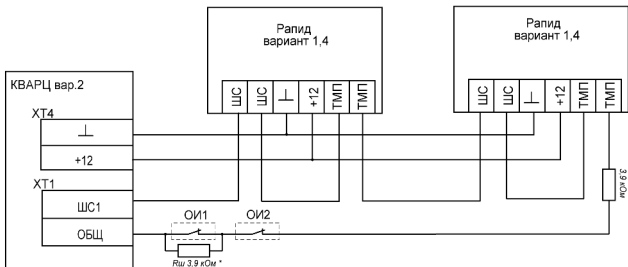 Рапид
вариант 1,4
ШС ШС ⊥ +12 ТМП ТМП
Рапид
вариант 1,4
ШС ШС ⊥ +12 ТМП ТМП
КВАРЦ вар.2
ХТ4
⊥
+12
ХТ1
ШС1
ОБЩ
ОИ1
ОИ2
Rш 3,9 кОм *
3,9 кОм